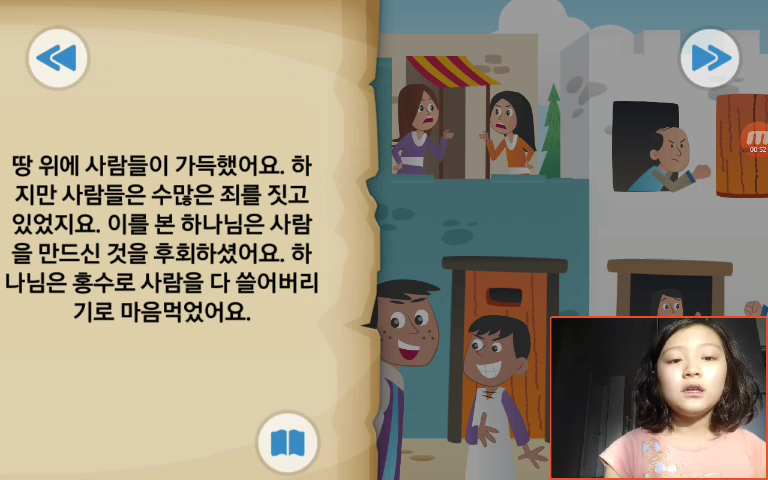 땅 위에 사람들이 가득했어요. 하
지만 사람들은 수많은 죄를 짓고
있었지요. 이를 본 하나님은 사람
을 만드신 것을 후회하셨어요. 하
나님은 홍수로 사람을 다 쓸어버리
기로 마음먹었어요.
00:52